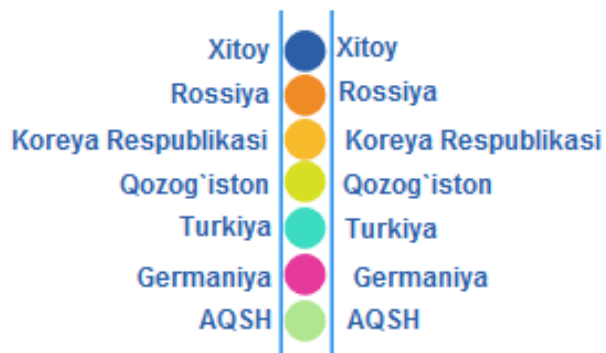 Xitoy Xitoy
Rossiya Rossiya
Koreya Respublikasi Koreya Respublikasi
Qozog`iston Qozog`iston
Turkiya Turkiya
Germaniya Germaniya
AQSH AQSH